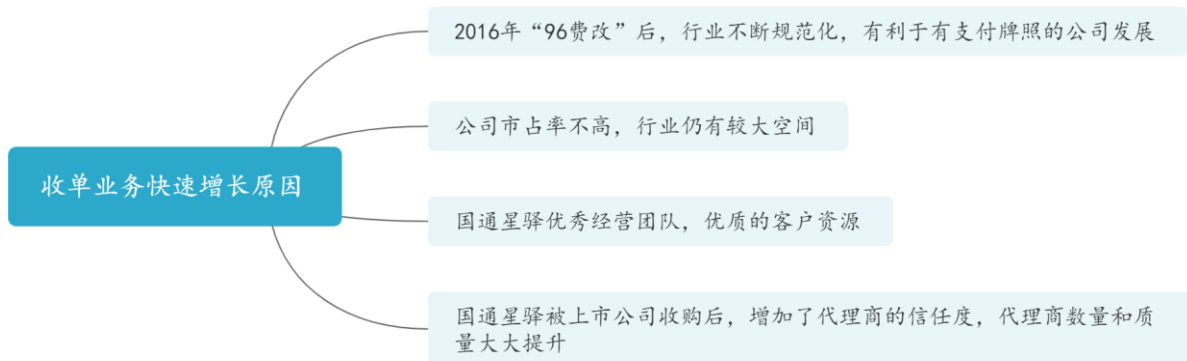 收单业务快速增长原因
2016年“96费改”后，行业不断规范化，有利于有支付牌照的公司发展
公司市占率不高，行业仍有较大空间
国通星驿优秀经营团队，优质的客户资源
国通星驿被上市公司收购后，增加了代理商的信任度，代理商数量和质
量大大提升